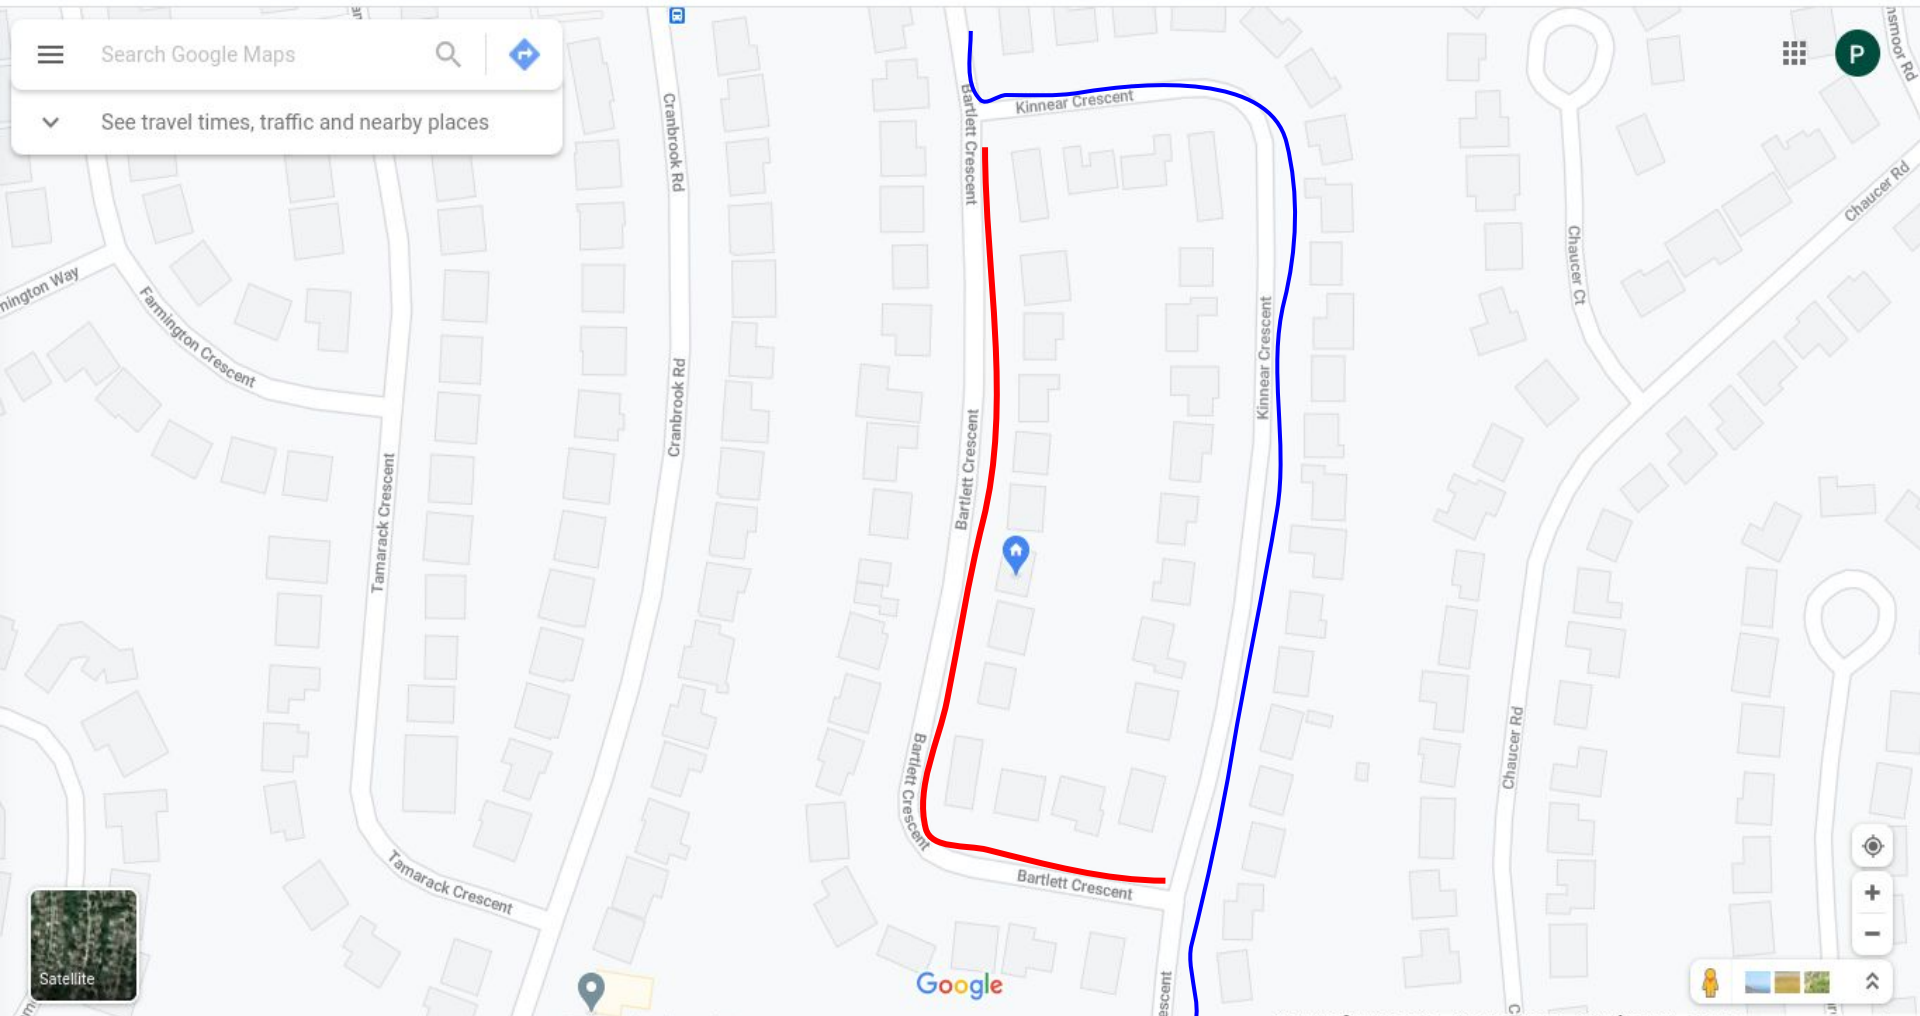 Search Google Maps
P
See travel times, traffic and nearby places
Cranbrook Rd
Bartlett Crescent
Kinnear Crescent
Chaucer Rd
Chaucer Ct
Farmington Crescent
Kinnear Crescent
Cranbrook Rd
Bartlett Crescent
Tamarack Crescent
Chaucer Rd
Bartlett Crescent
Tamarack Crescent
Bartlett Crescent
Satellite
Google